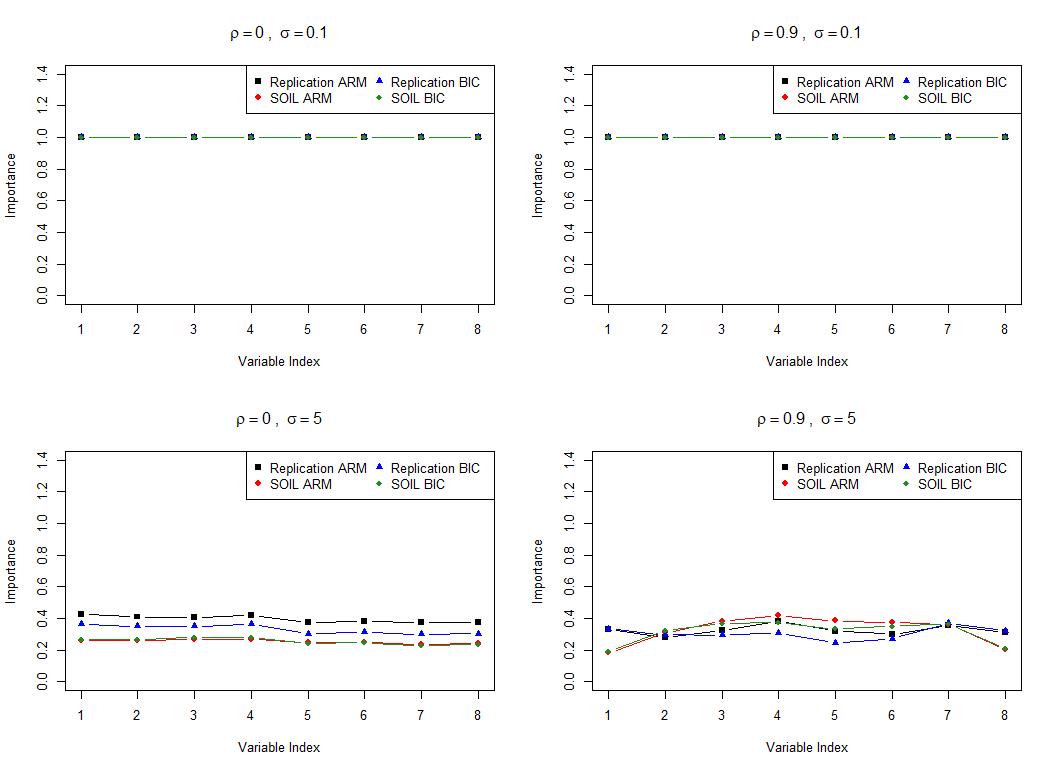 ρ = 0 , σ = 0.1
Replication ARM Replication BIC
SOIL ARM SOIL BIC
1.4
1.2
1.0
0.8
0.6
0.4
0.2
0.0
Importance
1 2 3 4 5 6 7 8
Variable Index
ρ = 0.9 , σ = 0.1
Replication ARM Replication BIC
SOIL ARM SOIL BIC
1.4
1.2
1.0
0.8
0.6
0.4
0.2
0.0
Importance
1 2 3 4 5 6 7 8
Variable Index
ρ = 0 , σ = 5
Replication ARM Replication BIC
SOIL ARM SOIL BIC
1.4
1.2
1.0
0.8
0.6
0.4
0.2
0.0
Importance
1 2 3 4 5 6 7 8
Variable Index
ρ = 0.9 , σ = 5
Replication ARM Replication BIC
SOIL ARM SOIL BIC
1.4
1.2
1.0
0.8
0.6
0.4
0.2
0.0
Importance
1 2 3 4 5 6 7 8
Variable Index